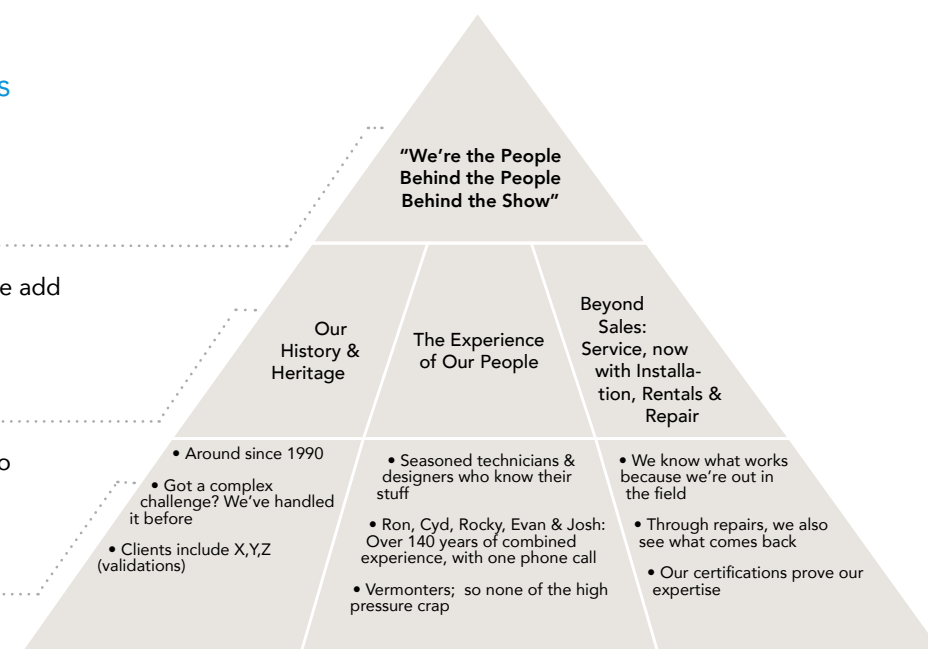 s
"We're the People
Behind the People
Behind the Show"
e add
Our
History &
Heritage
The Experience
of Our People
Beyond
Sales:
Service, now
with Installa-
tion, Rentals &
Repair
o
• Around since 1990
• Got a complex
challenge? We've handled
it before
• Clients include X,Y,Z
(validations)
• Seasoned technicians &
designers who know their
stuff
• Ron, Cyd, Rocky, Evan & Josh:
Over 140 years of combined
experience, with one phone call
• Vermonters;  so none of the high
pressure crap
• We know what works
because we're out in
the field
• Through repairs, we also
see what comes back
• Our certifications prove our
expertise